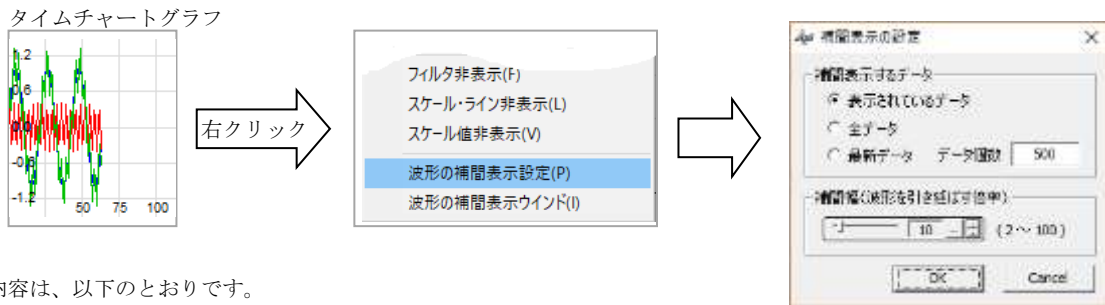 タイムチャートグラフ
1.2
0.6
0.0
-0.6
-1.2
50 75 100
右クリック
フィルタ非表示(F)
スケール・ライン非表示(L)
スケール値非表示(V)
波形の補間表示設定(P)
波形の補間表示ウインド(I)
補間表示の設定
補間表示するデータ
表示されているデータ
全データ
最新データ データ個数 500
補間幅(波形を引き延ばす倍率)
10 (2～100)
OK Cancel
内容は、以下のとおりです。